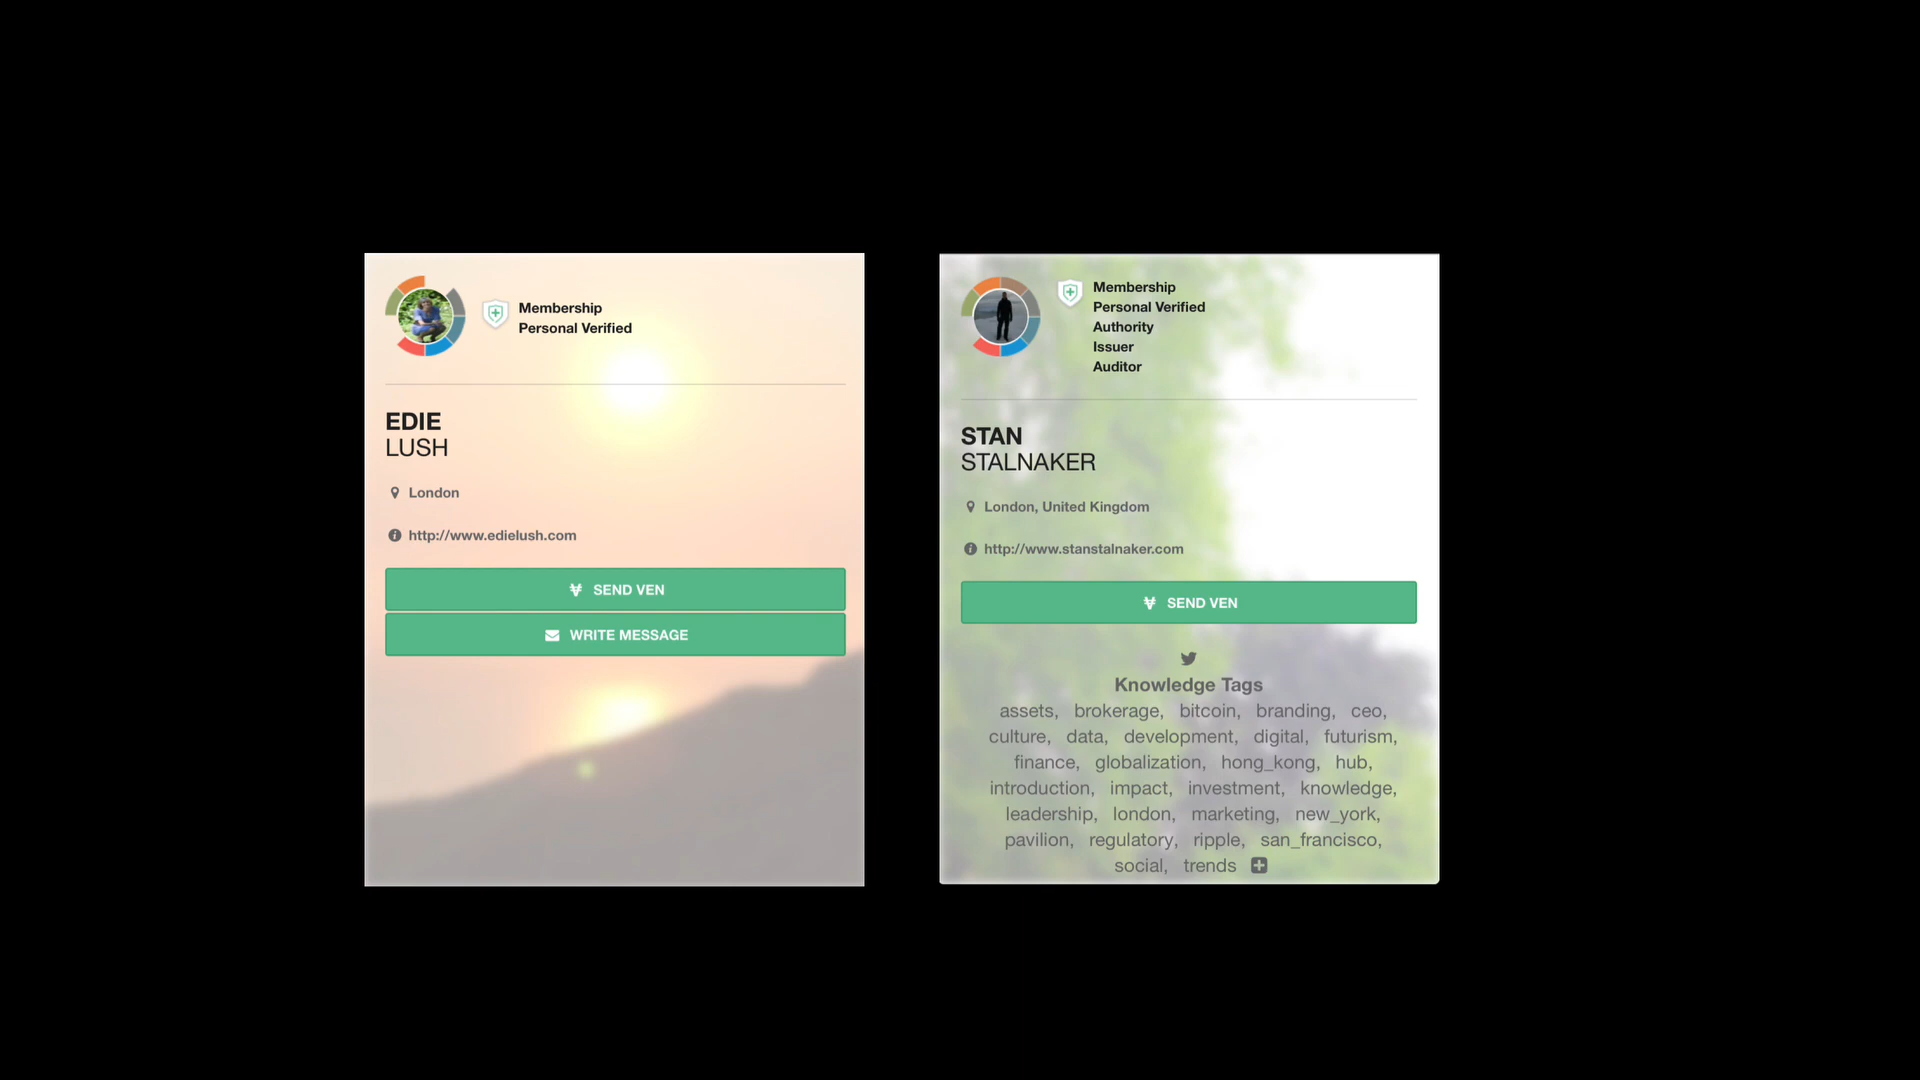 Membership
Personal Verified
EDIE
LUSH
London
http://www.edielush.com
SEND VEN
WRITE MESSAGE
Membership
Personal Verified
Authority
Issuer
Auditor
STAN
STALNAKER
London, United Kingdom
http://www.stanstalnaker.com
SEND VEN
Knowledge Tags
assets, brokerage, bitcoin, branding, ceo,
culture, data, development, digital, futurism,
finance, globalization, hong_kong, hub,
introduction, impact, investment, knowledge,
leadership, london, marketing, new_york,
pavilion, regulatory, ripple, san_francisco,
social, trends